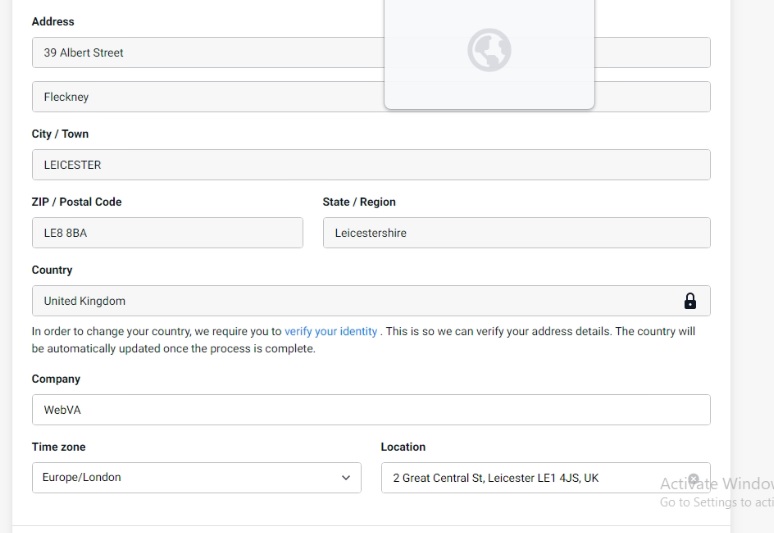 Address
39 Albert Street
Fleckney
City / Town
LEICESTER
ZIP / Postal Code
State / Region
LE8 8BA
Leicestershire
Country
United Kingdom
In order to change your country, we require you to verify your identity . This is so we can verify your address details. The country will
be automatically updated once the process is complete.
Company
WebVA
Time zone
Location
Europe/London
2 Great Central St, Leicester LE1 4JS, UK
Activate Window
Go to Settings to acti